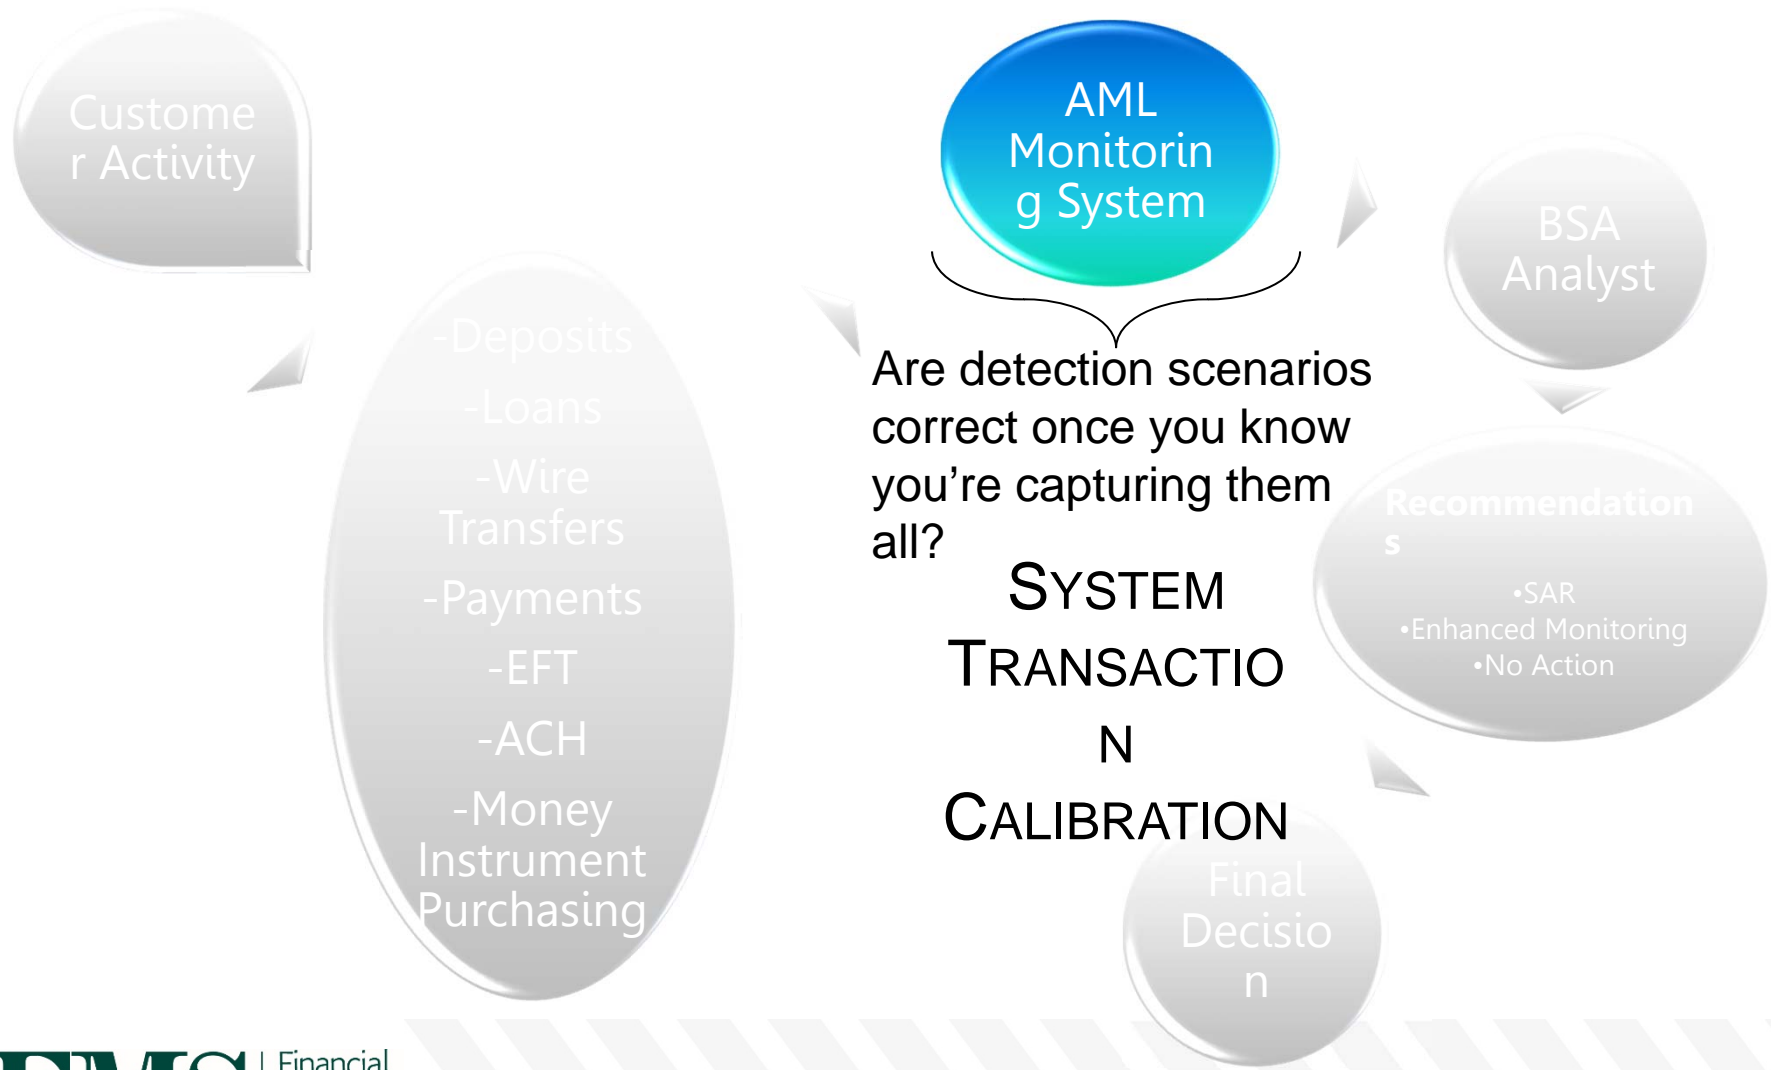 Custome
r Activity
-Deposits
-Loans
-Wire
Transfers
-Payments
-EFT
-ACH
-Money
Instrument
Purchasing
AML
Monitorin
g System
Are detection scenarios
correct once you know
you’re capturing them
all?
SYSTEM
TRANSACTIO
N
CALIBRATION
BSA
Analyst
Recommendation
s
•SAR
•Enhanced Monitoring
•No Action
Final
Decisio
n
Financial